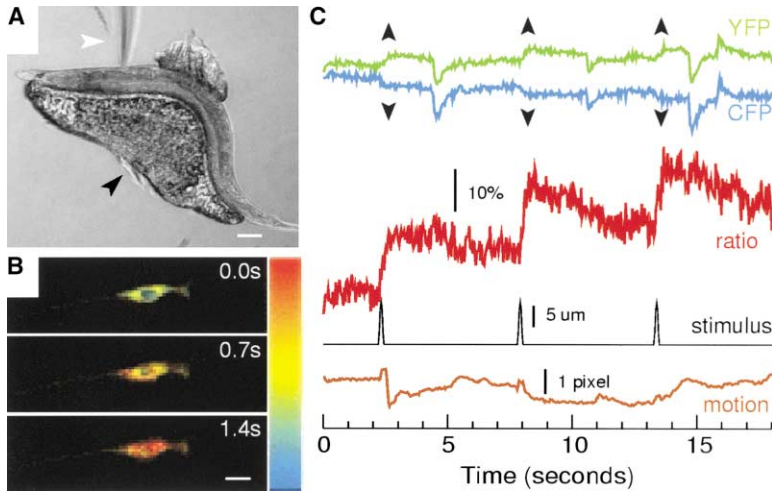 A
B
0.0s
0.7s
1.4s
C
YFP
CFP
10%
ratio
5 um
stimulus
1 pixel
motion
0 5 10 15
Time (seconds)